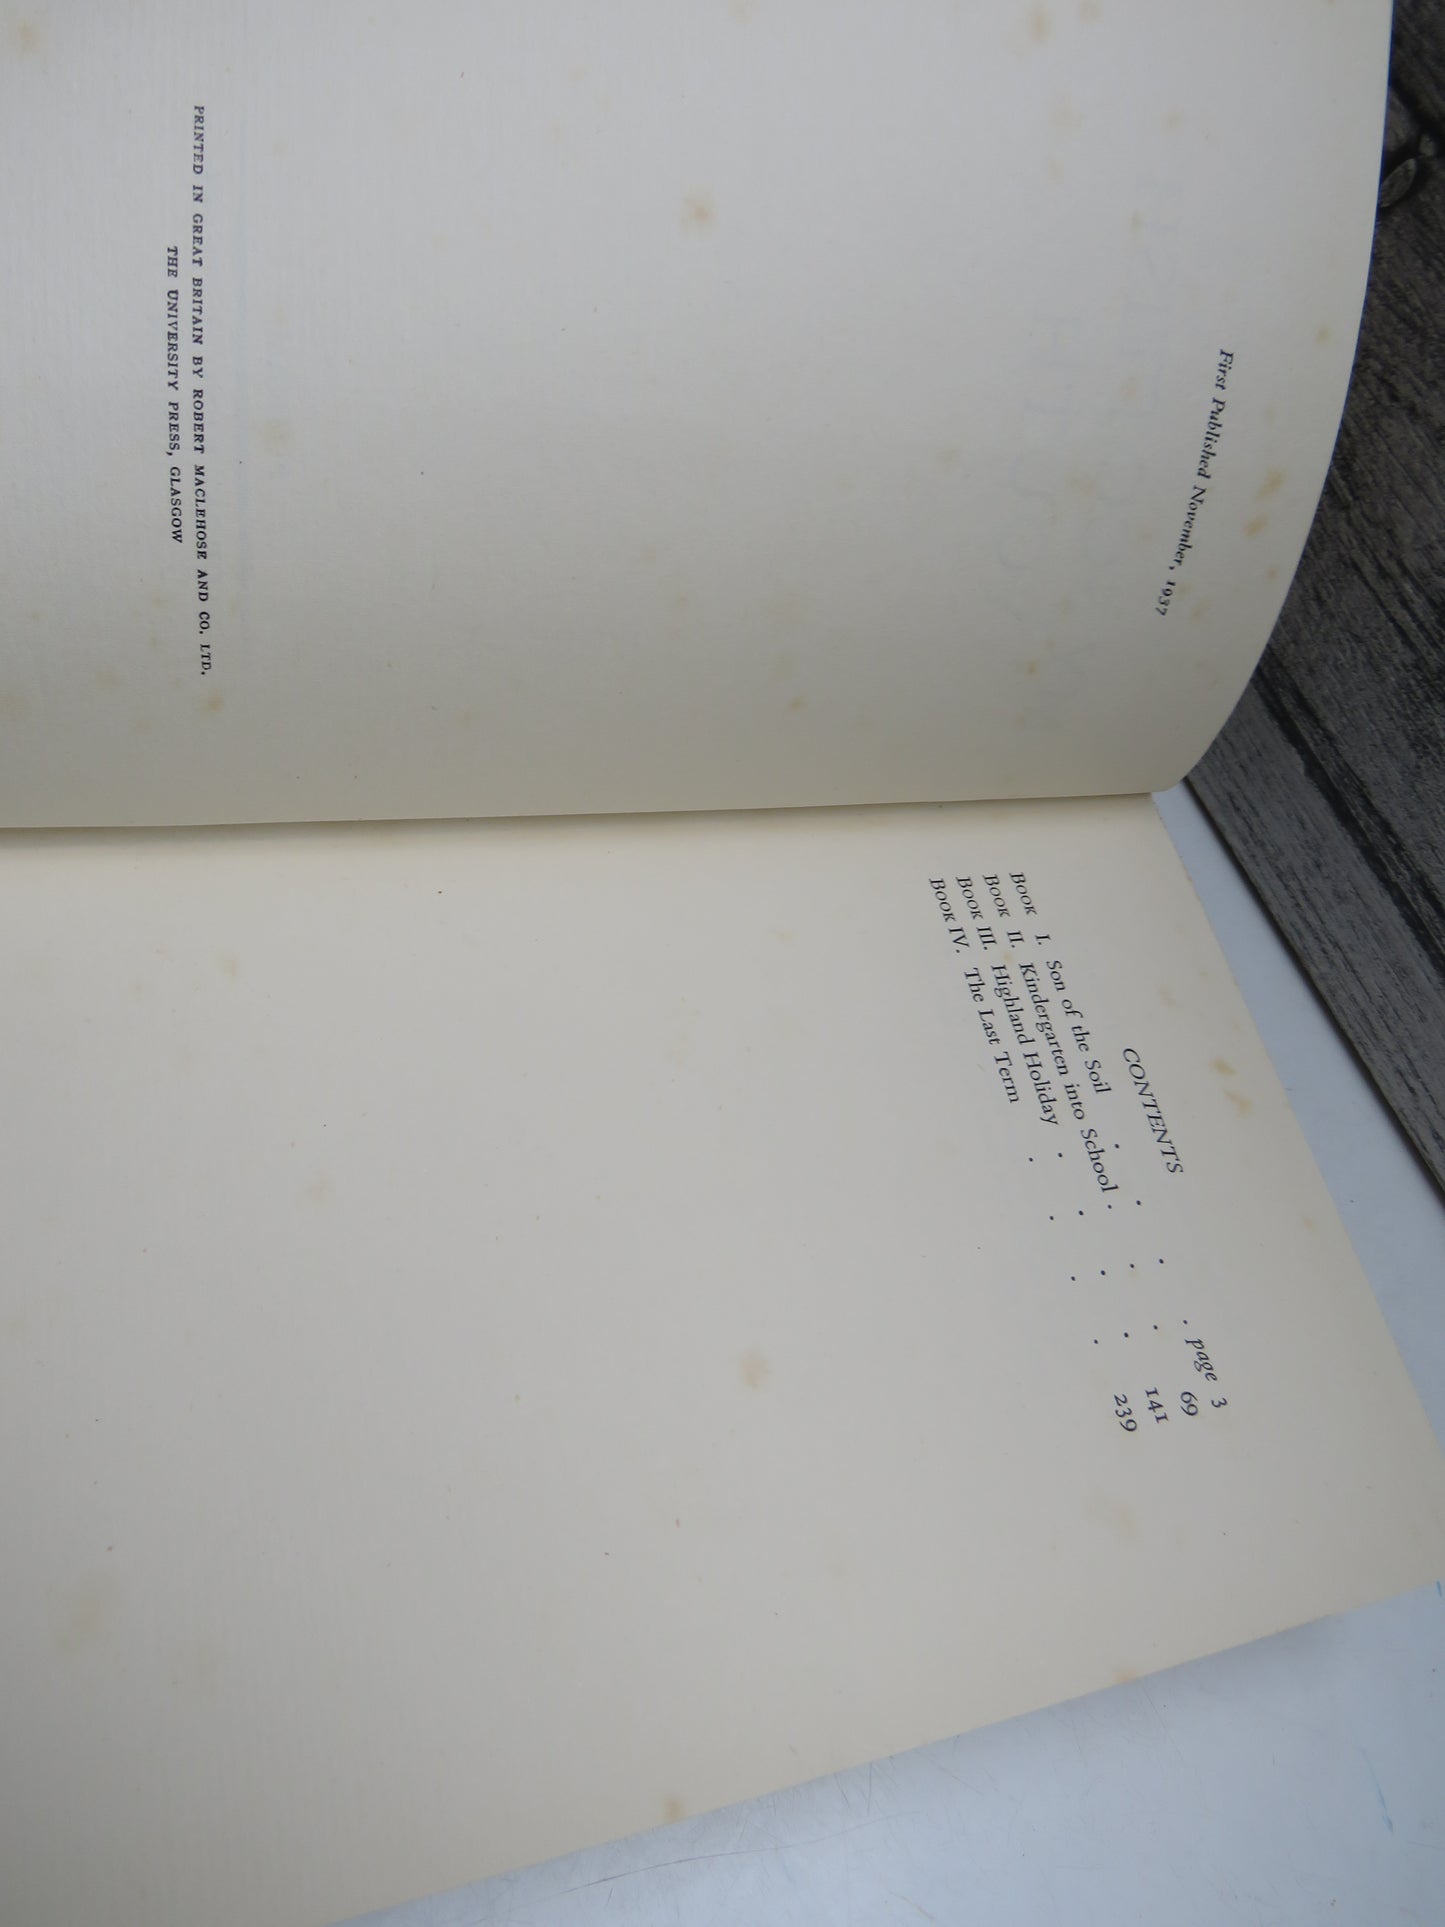 First Published November, 1937
PRINTED IN GREAT BRITAIN BY ROBERT MACLEHOSE AND CO. LTD.
THE UNIVERSITY PRESS, GLASGOW
CONTENTS
BOOK I. Son of the Soil . . . . page 3
BOOK II. Kindergarten into School . . . 69
BOOK III. Highland Holiday . . . . 141
BOOK IV. The Last Term . . . . 239